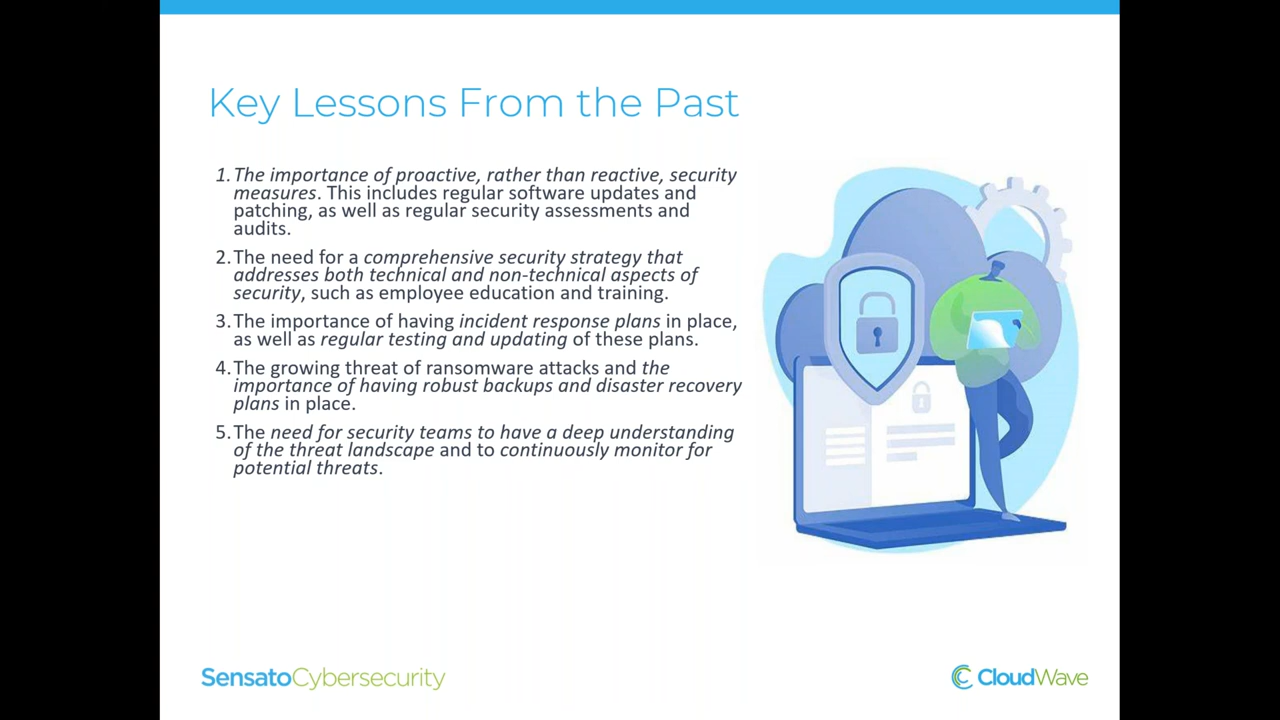 Key Lessons From the Past
1. The importance of proactive, rather than reactive, security
measures. This includes regular software updates and
patching, as well as regular security assessments and
audits.
2. The need for a comprehensive security strategy that
addresses both technical and non-technical aspects of
security, such as employee education and training.
3. The importance of having incident response plans in place,
as well as regular testing and updating of these plans.
4. The growing threat of ransomware attacks and the
importance of having robust backups and disaster recovery
plans in place.
5. The need for security teams to have a deep understanding
of the threat landscape and to continuously monitor for
potential threats.
SensatoCybersecurity
CloudWave